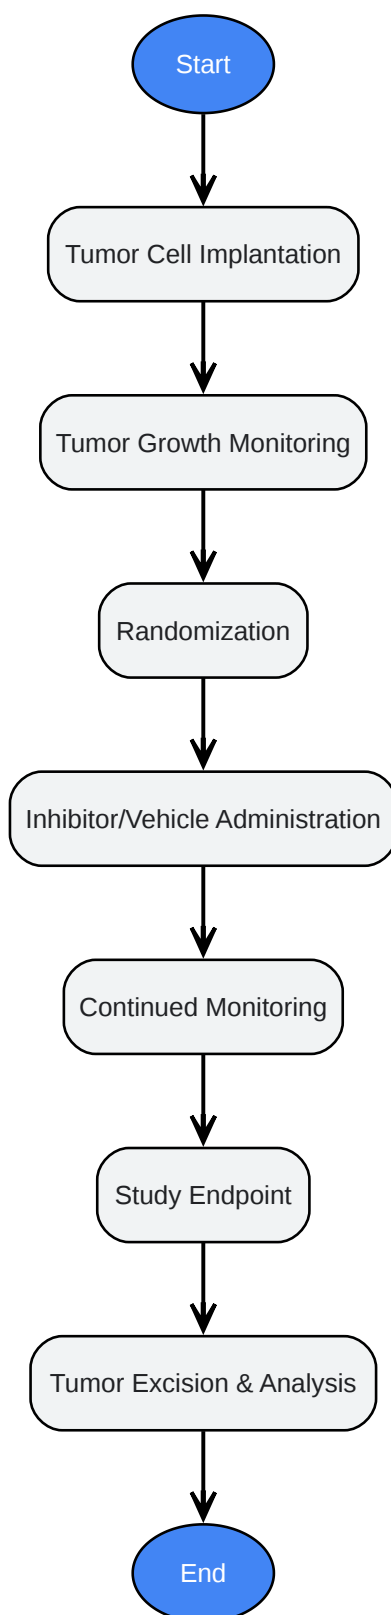 Start
Tumor Cell Implantation
Tumor Growth Monitoring
Randomization
Inhibitor/Vehicle Administration
Continued Monitoring
Study Endpoint
Tumor Excision & Analysis
End